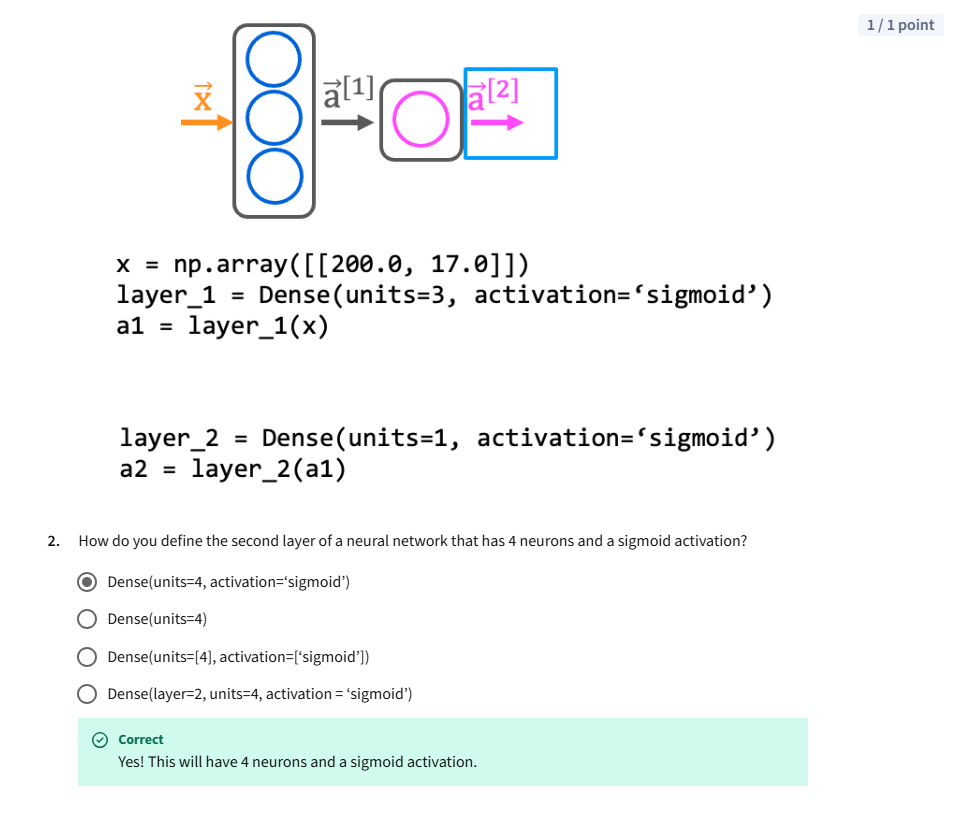 1 / 1 point
x⃗
a⃗[1]
a⃗[2]
x = np.array([[200.0, 17.0]])
layer_1 = Dense(units=3, activation=‘sigmoid’)
a1 = layer_1(x)
layer_2 = Dense(units=1, activation=‘sigmoid’)
a2 = layer_2(a1)
2. How do you define the second layer of a neural network that has 4 neurons and a sigmoid activation?
Dense(units=4, activation=‘sigmoid’)
Dense(units=4)
Dense(units=[4], activation=[‘sigmoid’])
Dense(layer=2, units=4, activation = ‘sigmoid’)
Correct
Yes! This will have 4 neurons and a sigmoid activation.